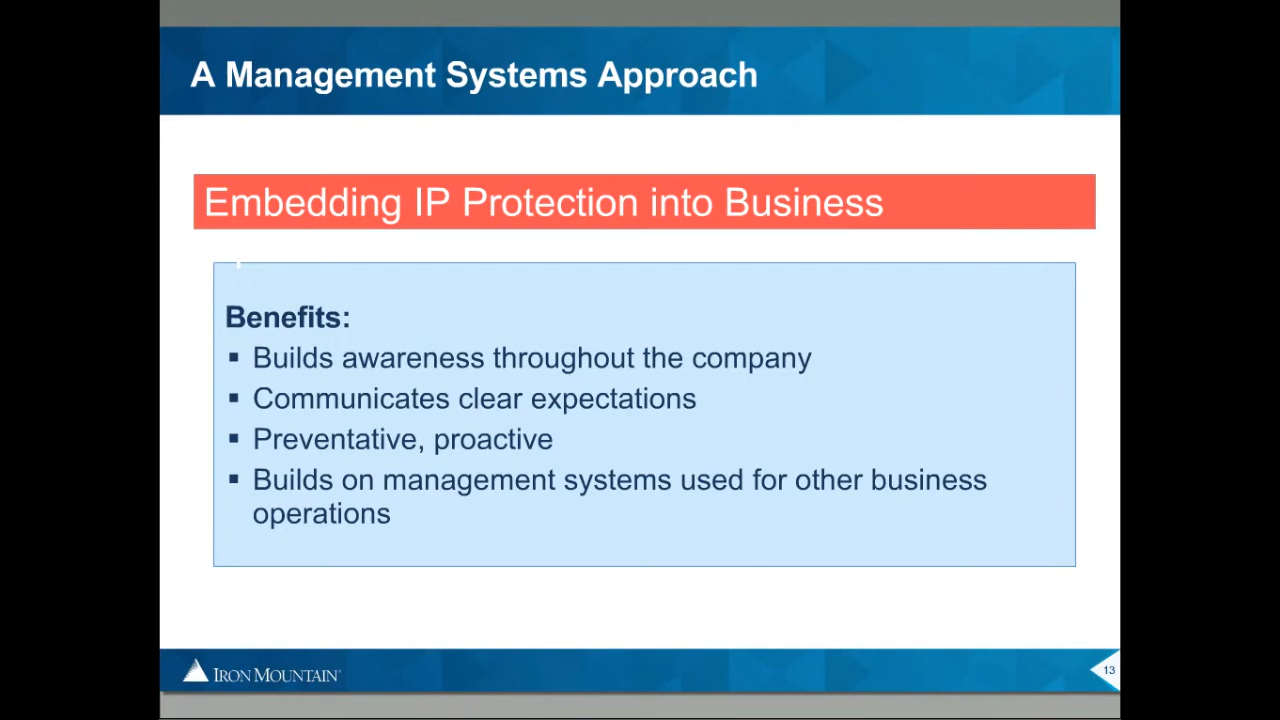 A Management Systems Approach
Embedding IP Protection into Business
Benefits:
▪ Builds awareness throughout the company
▪ Communicates clear expectations
▪ Preventative, proactive
▪ Builds on management systems used for other business
operations
IRON MOUNTAIN®
13